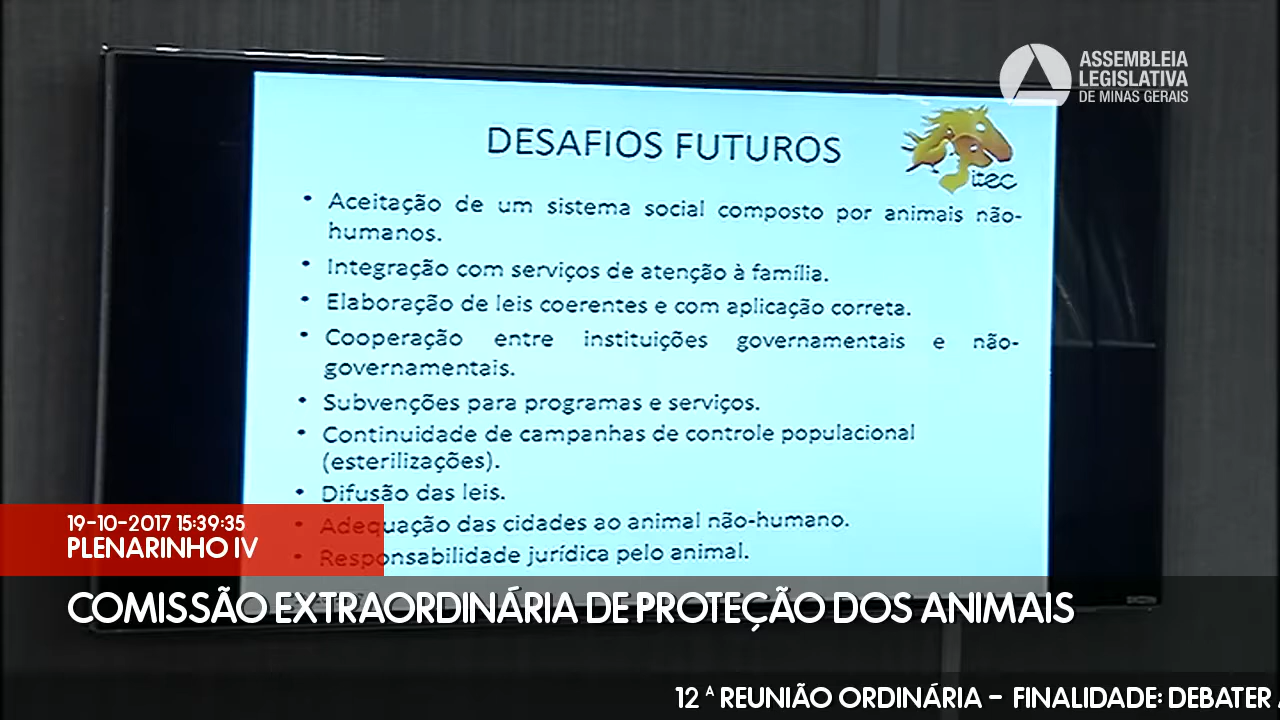 ASSEMBLEIA
LEGISLATIVA
DE MINAS GERAIS
DESAFIOS FUTUROS
itec
• Aceitação de um sistema social composto por animais não-
humanos.
• Integração com serviços de atenção à família.
• Elaboração de leis coerentes e com aplicação correta.
• Cooperação entre instituições governamentais e não-
governamentais.
• Subvenções para programas e serviços.
• Continuidade de campanhas de controle populacional
(esterilizações).
• Difusão das leis.
• Adequação das cidades ao animal não-humano.
• Responsabilidade jurídica pelo animal.
19-10-2017 15:39:35
PLENARINHO IV
COMISSÃO EXTRAORDINÁRIA DE PROTEÇÃO DOS ANIMAIS
12 ª REUNIÃO ORDINÁRIA - FINALIDADE: DEBATER